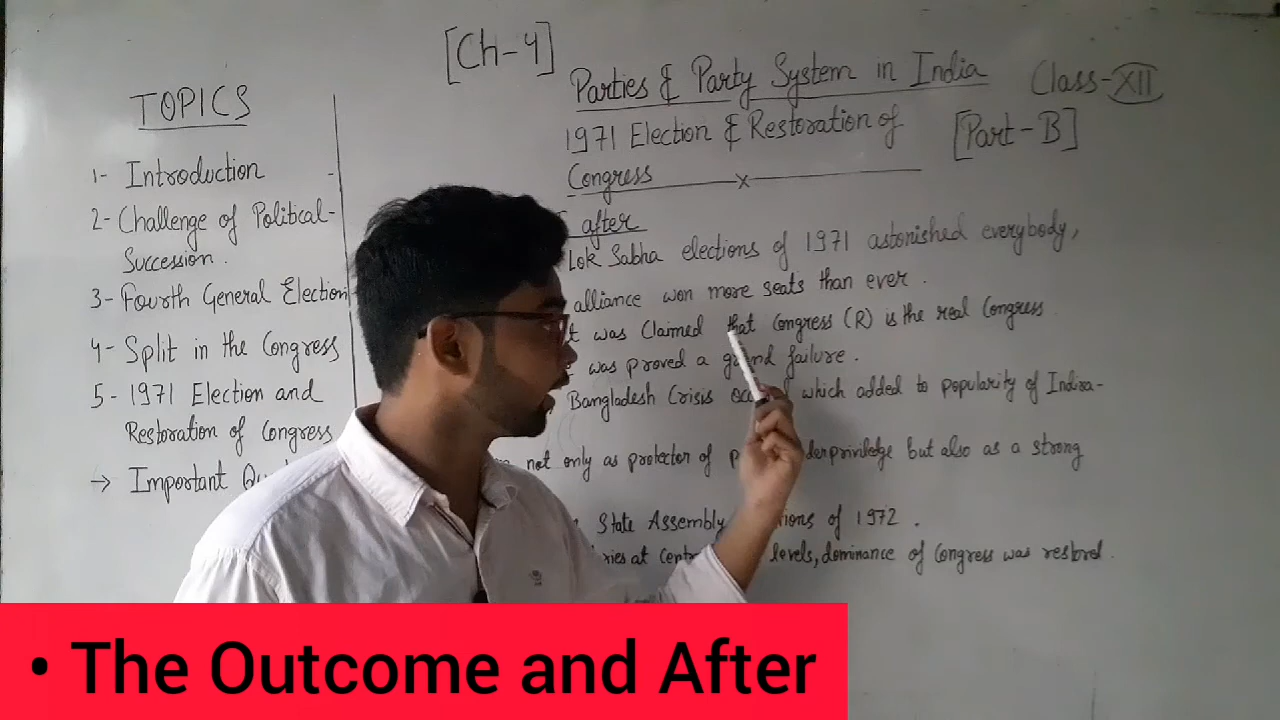 [Ch-4]
Parties & Party System in India
Class-XII
1971 Election & Restoration of
Congress
[Part-B]
TOPICS
1- Introduction
2- Challenge of Political-
Succession.
3- Fourth General Election
4- Split in the Congress
5- 1971 Election and
Restoration of Congress
→ Important
after
Lok Sabha elections of 1971 astonished everybody,
alliance won more seats than ever.
was Claimed that Congress (R) is the real Congress
was proved a grand failure.
Bangladesh Crisis which added to popularity of Indira-
not only as protector of but also as a strong
State Assembly of 1972.
at levels, dominance of Congress was restored.
• The Outcome and After